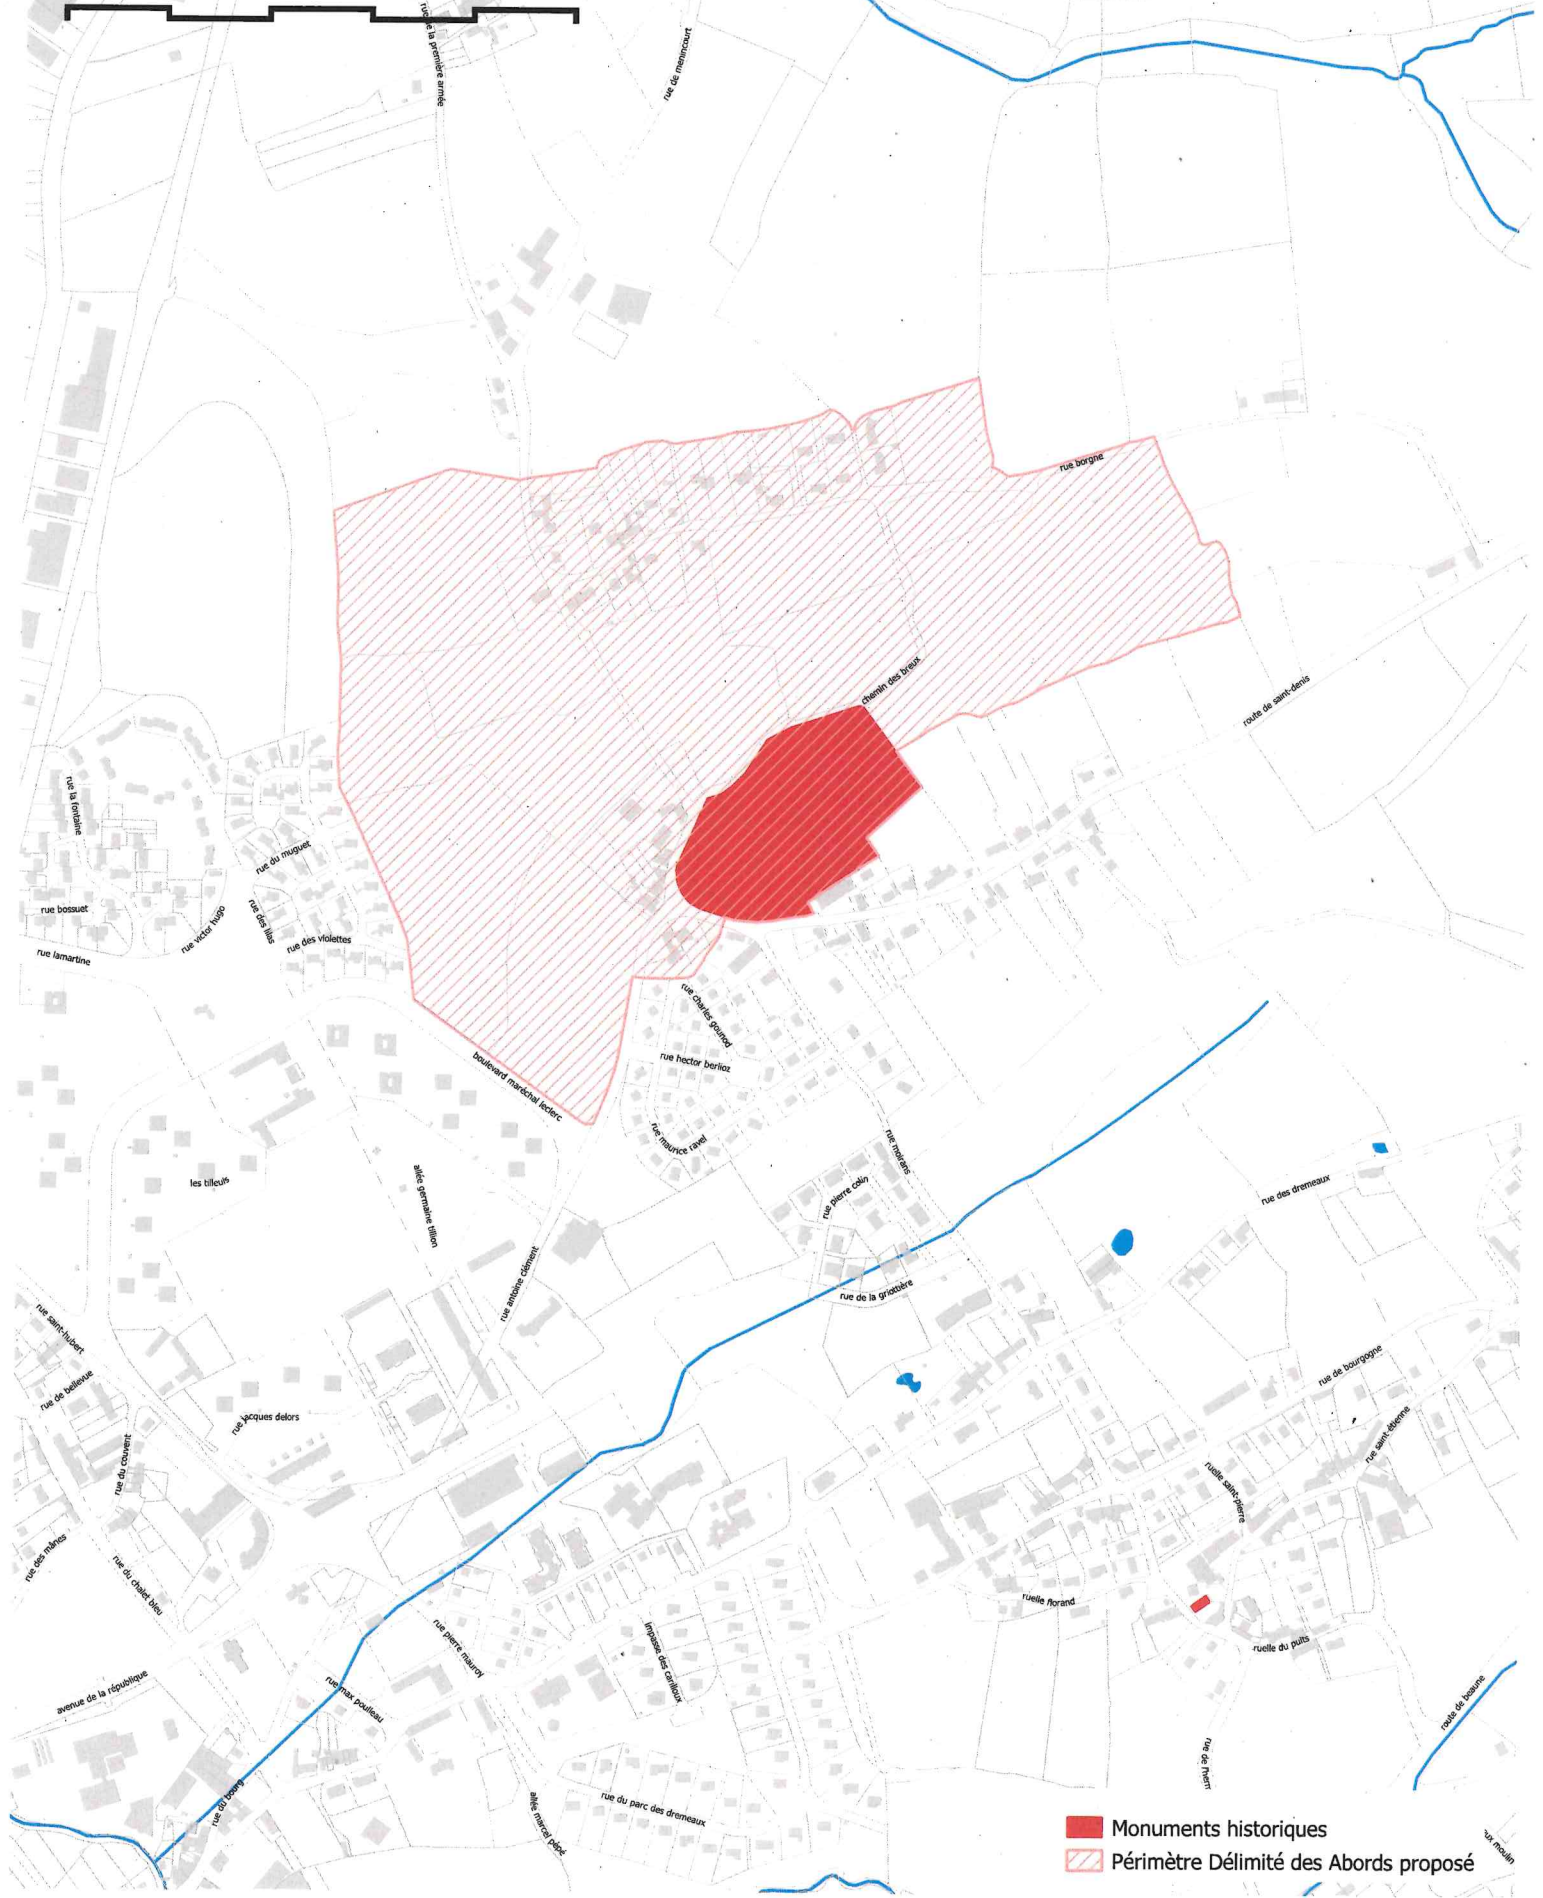 rue de la première armée
rue de menincourt
rue borgne
chemin des breux
route de saint-denis
rue la fontaine
rue du muguet
rue bossuet
rue victor hugo
rue des lilas
rue des violettes
rue lamartine
rue charles gounod
rue hector berlioz
boulevard maréchal leclerc
rue maurice ravel
rue moirans
les tilleuls
allée germaine tillion
rue pierre colin
rue des dremeaux
rue antoine clément
rue de la griottière
rue saint-hubert
rue de bellevue
rue de bourgogne
rue jacques delors
rue saint-étienne
rue du couvent
ruelle saint-pierre
rue des mânes
rue du chalet bleu
ruelle florand
rue pierre mauroy
impasse des carilloux
ruelle du puits
avenue de la république
rue max poulleau
route de beaune
rue du bourg
allée marcel pépé
rue du parc des dremeaux
Monuments historiques
Périmètre Délimité des Abords proposé
ux moulin